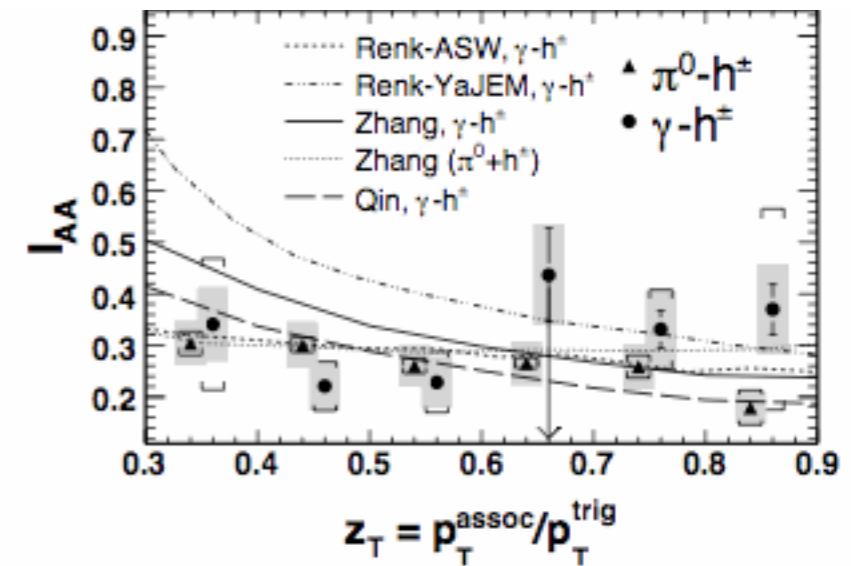 0.9
0.8
0.7
0.6
0.5
0.4
0.3
0.2
I_AA
Renk-ASW, γ-h±
Renk-YaJEM, γ-h±
Zhang, γ-h±
Zhang (π⁰+h±)
Qin, γ-h±
π⁰-h±
γ-h±
0.3 0.4 0.5 0.6 0.7 0.8 0.9
z_T = p_T^assoc/p_T^trig